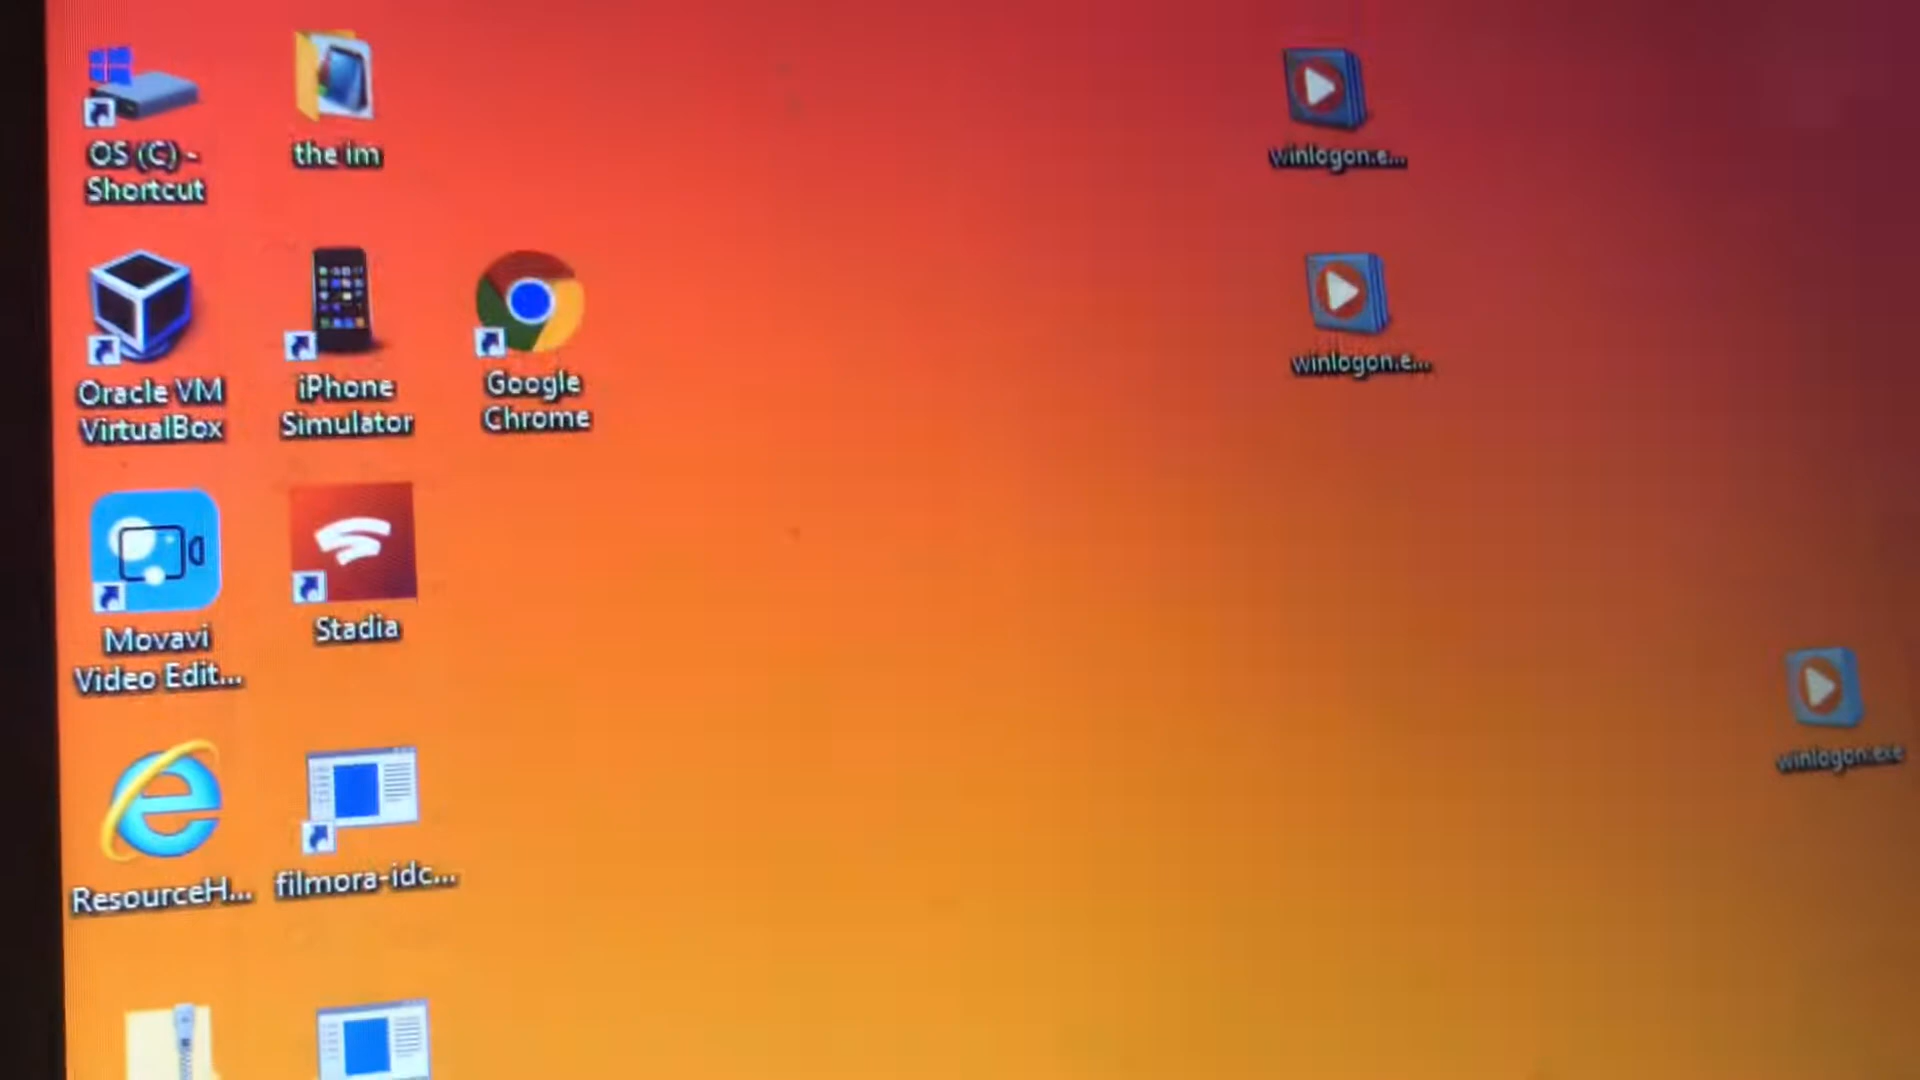 OS (C) -
Shortcut
the im
winlogon.e...
Oracle VM
VirtualBox
iPhone
Simulator
Google
Chrome
winlogon.e...
Movavi
Video Edit...
Stadia
winlogon.exe
ResourceH...
filmora-idc...